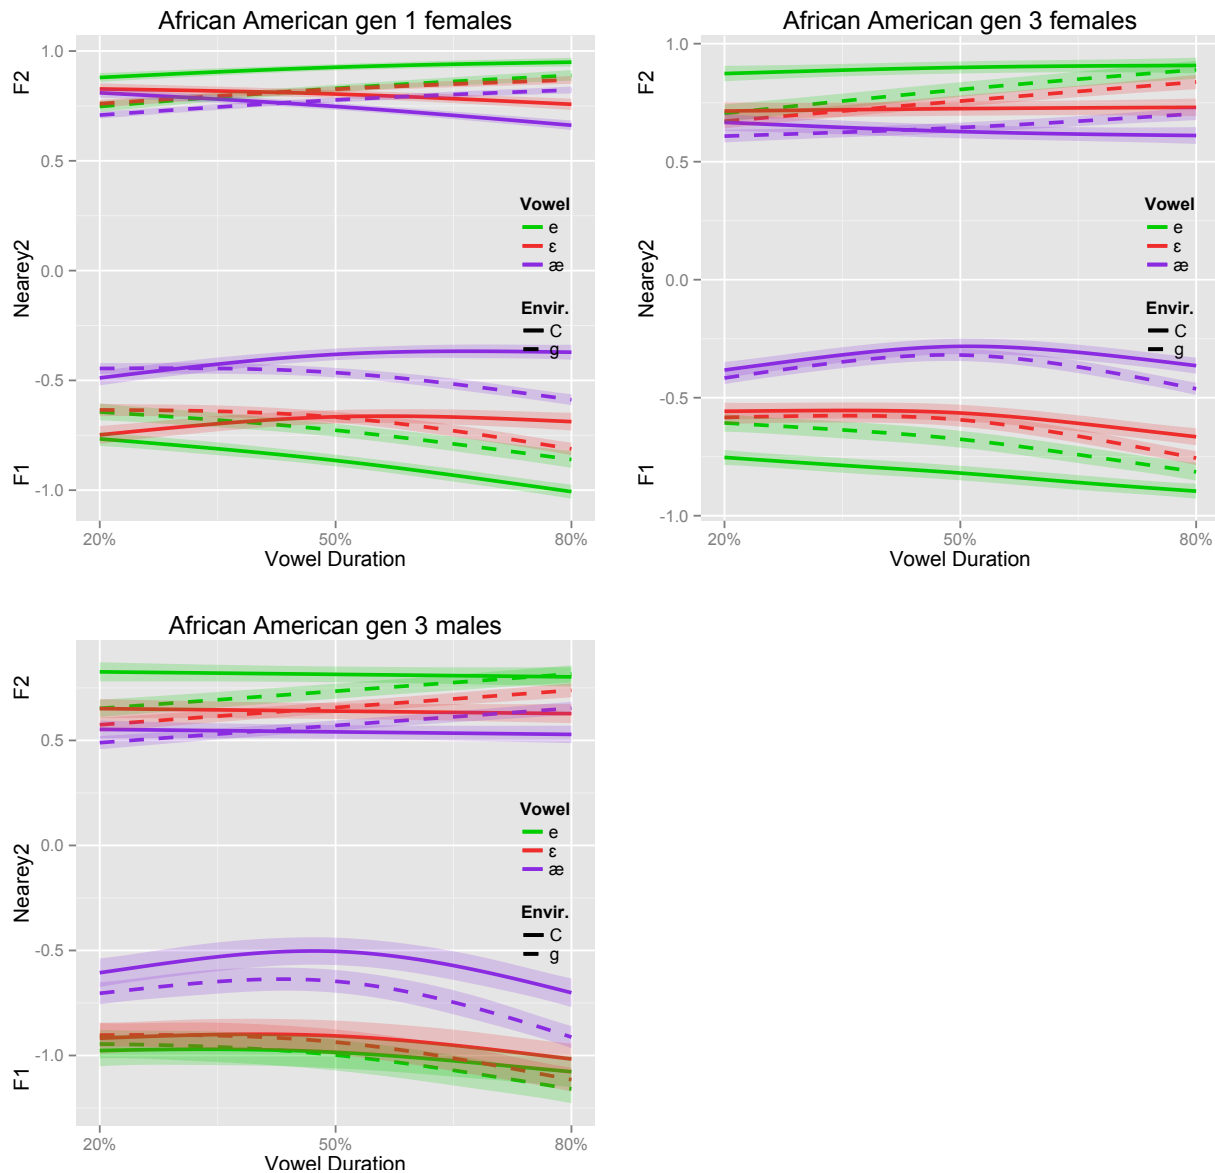 African American gen 1 females
F2
1.0
0.5
Vowel
e
ε
æ
Nearey2
0.0
Envir.
C
g
-0.5
F1
-1.0
20%
50%
80%
Vowel Duration
African American gen 3 females
F2
1.0
0.5
Vowel
e
ε
æ
Nearey2
0.0
Envir.
C
g
-0.5
F1
-1.0
20%
50%
80%
Vowel Duration
African American gen 3 males
F2
0.5
Vowel
e
ε
æ
Nearey2
0.0
Envir.
C
g
-0.5
F1
-1.0
20%
50%
80%
Vowel Duration